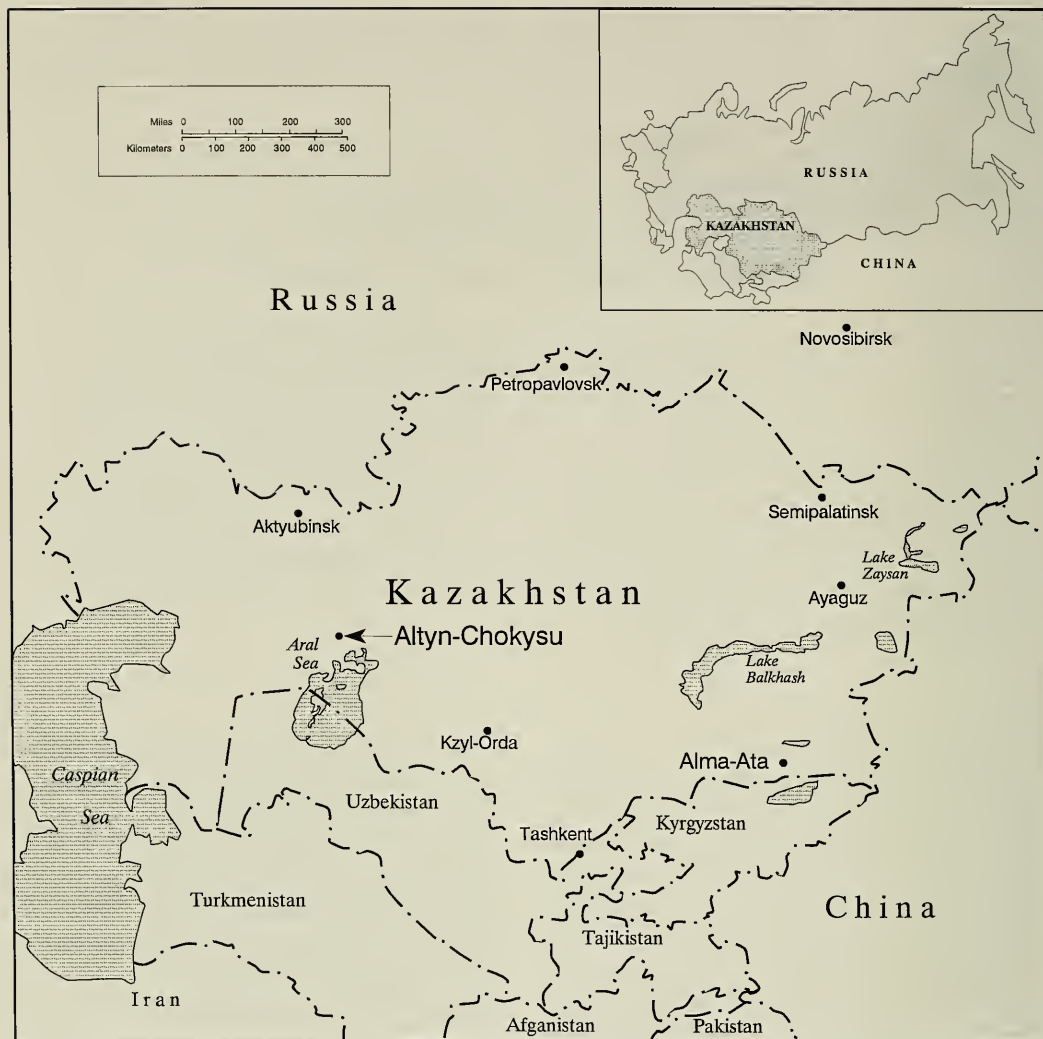 Miles 0 100 200 300
Kilometers 0 100 200 300 400 500
RUSSIA
KAZAKHSTAN
CHINA
Russia
Novosibirsk
Petropavlovsk
Aktyubinsk
Semipalatinsk
Lake
Zaysan
Kazakhstan
Ayaguz
Altyn-Chokysu
Aral
Sea
Lake
Balkhash
Kzyl-Orda
Alma-Ata
Caspian
Sea
Uzbekistan
Kyrgyzstan
Tashkent
Turkmenistan
China
Tajikistan
Iran
Afganistan
Pakistan